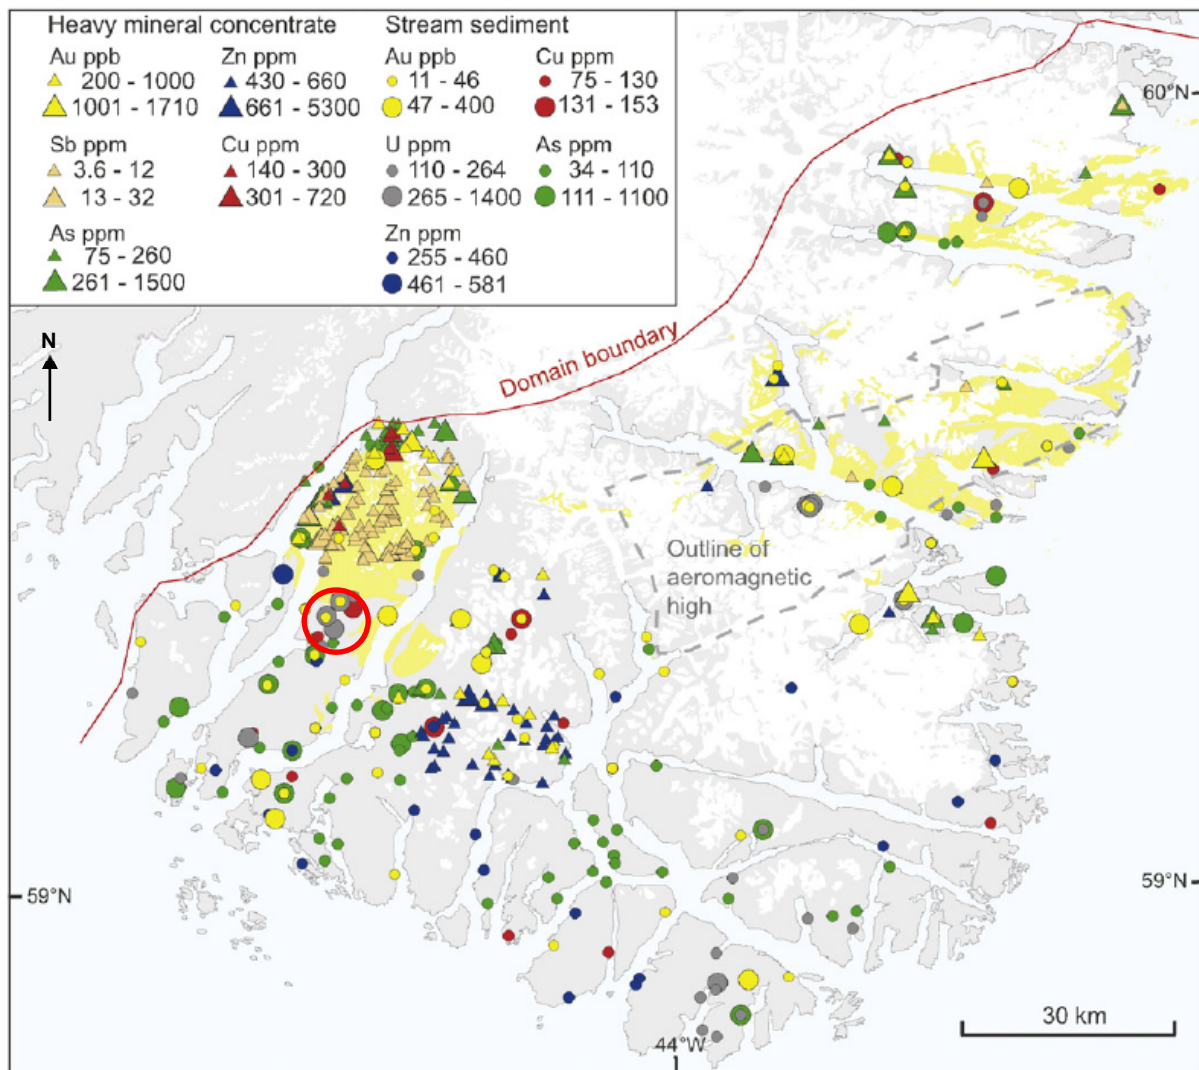 Heavy mineral concentrate
Au ppb
200 - 1000
1001 - 1710
Zn ppm
430 - 660
661 - 5300
Sb ppm
3.6 - 12
13 - 32
Cu ppm
140 - 300
301 - 720
As ppm
75 - 260
261 - 1500
Stream sediment
Au ppb
11 - 46
47 - 400
Cu ppm
75 - 130
131 - 153
U ppm
110 - 264
265 - 1400
As ppm
34 - 110
111 - 1100
Zn ppm
255 - 460
461 - 581
60°N
N
Domain boundary
Outline of
aeromagnetic
high
59°N
59°N
30 km
44°W